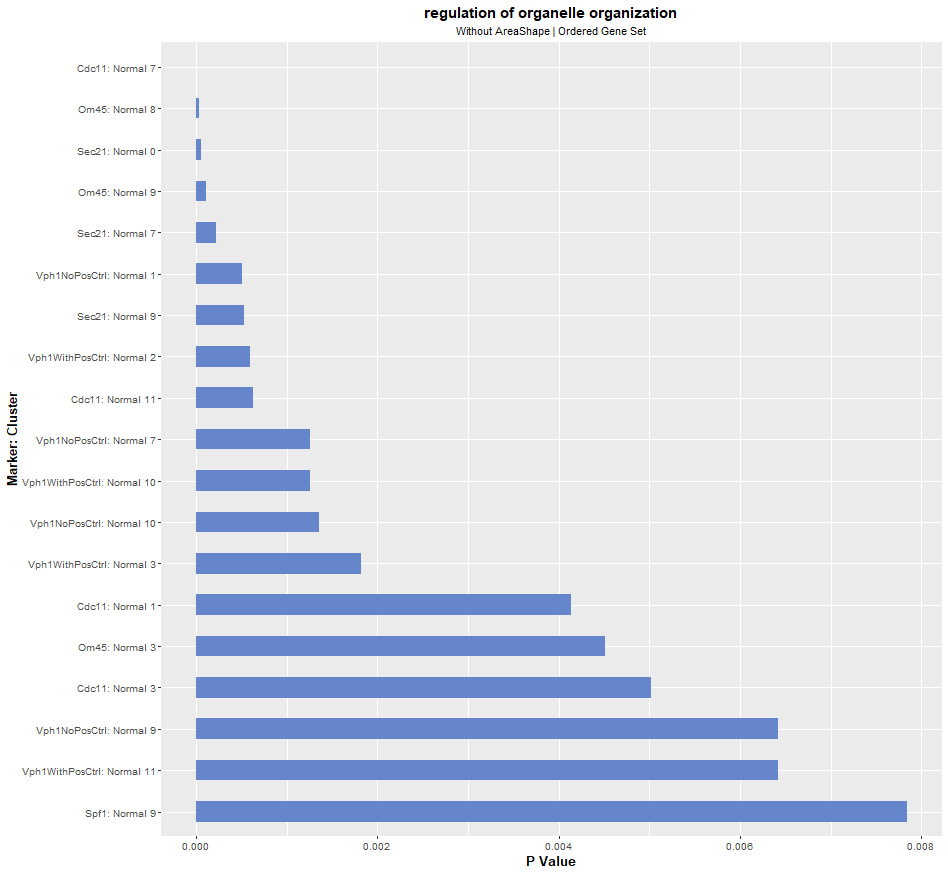 regulation of organelle organization
Without AreaShape | Ordered Gene Set
Marker: Cluster
Cdc11: Normal 7
Om45: Normal 8
Sec21: Normal 0
Om45: Normal 9
Sec21: Normal 7
Vph1NoPosCtrl: Normal 1
Sec21: Normal 9
Vph1WithPosCtrl: Normal 2
Cdc11: Normal 11
Vph1NoPosCtrl: Normal 7
Vph1WithPosCtrl: Normal 10
Vph1NoPosCtrl: Normal 10
Vph1WithPosCtrl: Normal 3
Cdc11: Normal 1
Om45: Normal 3
Cdc11: Normal 3
Vph1NoPosCtrl: Normal 9
Vph1WithPosCtrl: Normal 11
Spf1: Normal 9
0.000 0.002 0.004 0.006 0.008
P Value